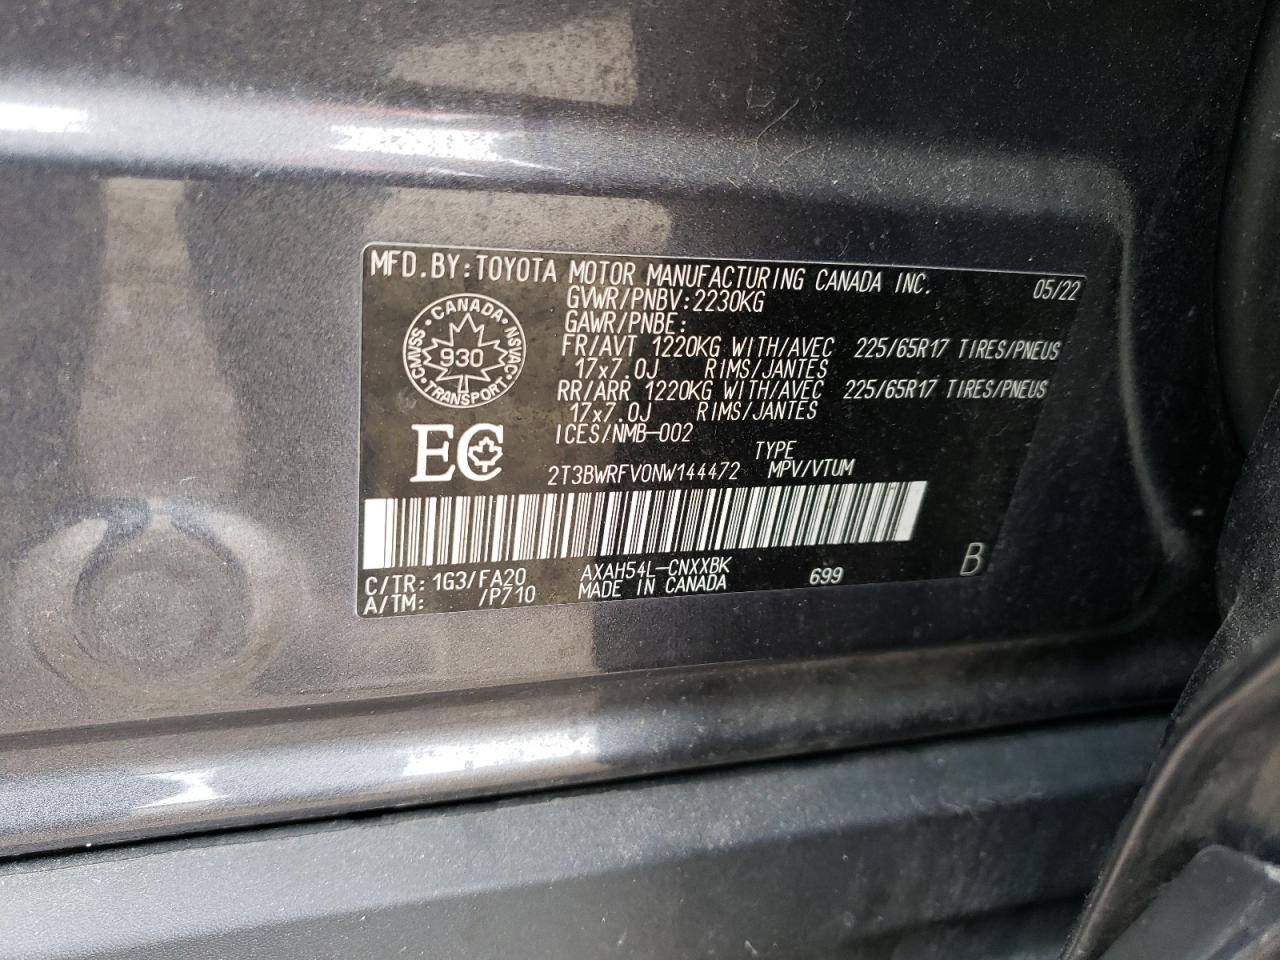 MFD.BY:TOYOTA MOTOR MANUFACTURING CANADA INC. 05/22
GVWR/PNBV:2230KG
GAWR/PNBE:
FR/AVT 1220KG WITH/AVEC 225/65R17 TIRES/PNEUS
17x7.0J RIMS/JANTES
RR/ARR 1220KG WITH/AVEC 225/65R17 TIRES/PNEUS
17x7.0J RIMS/JANTES
ICES/NMB-002
CANADA
CMVSS
930
NSVAC
TRANSPORT
EC
TYPE
2T3BWRFV0NW144472 MPV/VTUM
C/TR: 1G3/FA20 AXAH54L-CNXXBK 699 B
A/TM: /P710 MADE IN CANADA